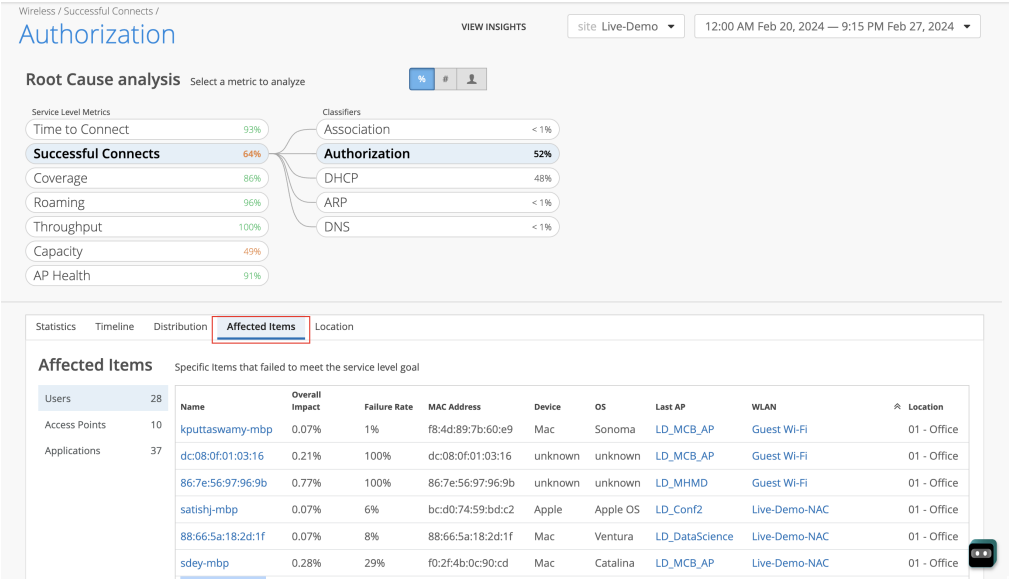 Wireless / Successful Connects /
Authorization
VIEW INSIGHTS
site Live-Demo
12:00 AM Feb 20, 2024 — 9:15 PM Feb 27, 2024
Root Cause analysis Select a metric to analyze
% #
Service Level Metrics Classifiers
Time to Connect 93% Association < 1%
Successful Connects 64% Authorization 52%
Coverage 86% DHCP 48%
Roaming 96% ARP < 1%
Throughput 100% DNS < 1%
Capacity 49%
AP Health 91%
Statistics Timeline Distribution Affected Items Location
Affected Items Specific Items that failed to meet the service level goal
Users 28
Access Points 10
Applications 37
Name Overall Impact Failure Rate MAC Address Device OS Last AP WLAN Location
kputtaswamy-mbp 0.07% 1% f8:4d:89:7b:60:e9 Mac Sonoma LD_MCB_AP Guest Wi-Fi 01 - Office
dc:08:0f:01:03:16 0.21% 100% dc:08:0f:01:03:16 unknown unknown LD_MCB_AP Guest Wi-Fi 01 - Office
86:7e:56:97:96:9b 0.77% 100% 86:7e:56:97:96:9b unknown unknown LD_MHMD Guest Wi-Fi 01 - Office
satishj-mbp 0.07% 6% bc:d0:74:59:bd:c2 Apple Apple OS LD_Conf2 Live-Demo-NAC 01 - Office
88:66:5a:18:2d:1f 0.07% 8% 88:66:5a:18:2d:1f Mac Ventura LD_DataScience Live-Demo-NAC 01 - Office
sdey-mbp 0.28% 29% f0:2f:4b:0c:90:cd Mac Catalina LD_MCB_AP Live-Demo-NAC 01 - Office